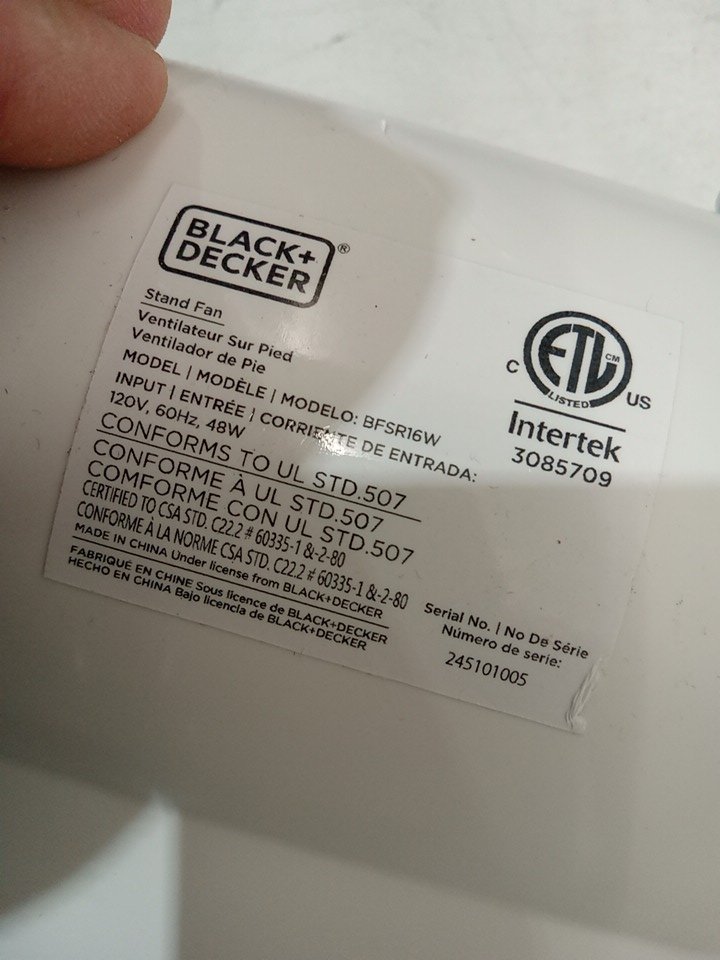 BLACK+
DECKER®
Stand Fan
Ventilateur Sur Pied
Ventilador de Pie
MODEL | MODÈLE | MODELO: BFSR16W
INPUT | ENTRÉE | CORRIENTE DE ENTRADA:
120V, 60Hz, 48W
CONFORMS TO UL STD.507
CONFORME À UL STD.507
COMFORME CON UL STD.507
CERTIFIED TO CSA STD. C22.2 # 60335-1 &-2-80
CONFORME À LA NORME CSA STD. C22.2 # 60335-1 &-2-80
MADE IN CHINA Under license from BLACK+DECKER
FABRIQUÉ EN CHINE Sous licence de BLACK+DECKER
HECHO EN CHINA Bajo licencia de BLACK+DECKER
C ETL CM US
LISTED
Intertek
3085709
Serial No. | No De Série
Número de serie:
245101005